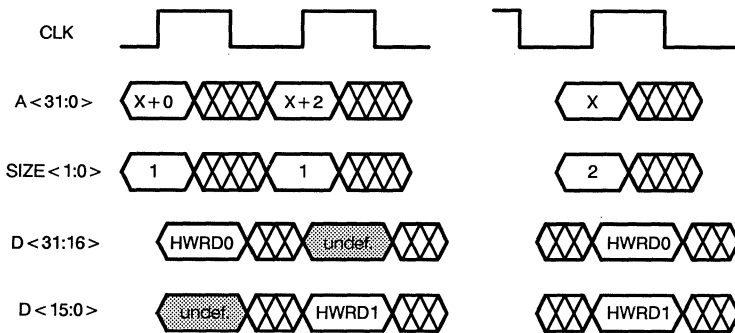 CLK
A<31:0> X+0 X+2 X
SIZE<1:0> 1 1 2
D<31:16> HWRD0 undef. HWRD0
D<15:0> undef. HWRD1 HWRD1